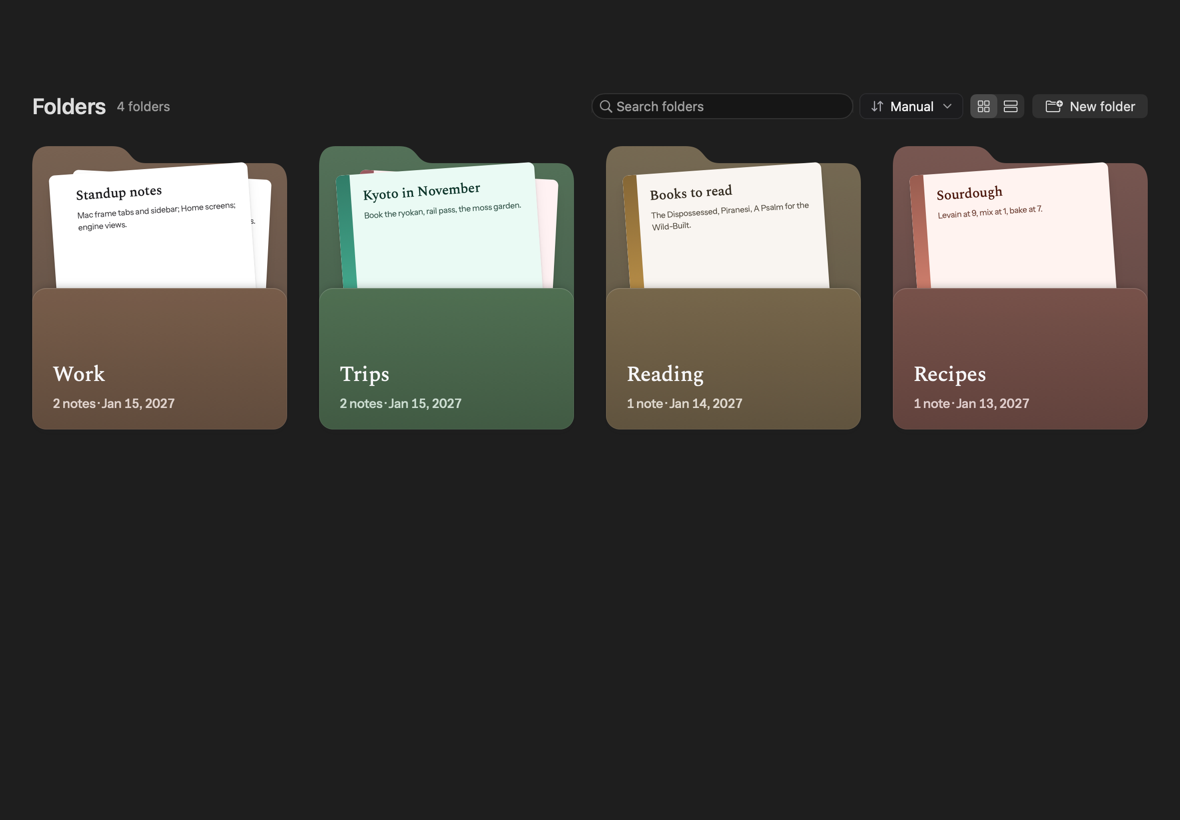 Folders 4 folders
Search folders
Manual
New folder
Standup notes
Mac frame tabs and sidebar; Home screens;
engine views.
s.
Work
2 notes · Jan 15, 2027
Kyoto in November
Book the ryokan, rail pass, the moss garden.
Trips
2 notes · Jan 15, 2027
Books to read
The Dispossessed, Piranesi, A Psalm for the
Wild-Built.
Reading
1 note · Jan 14, 2027
Sourdough
Levain at 9, mix at 1, bake at 7.
Recipes
1 note · Jan 13, 2027